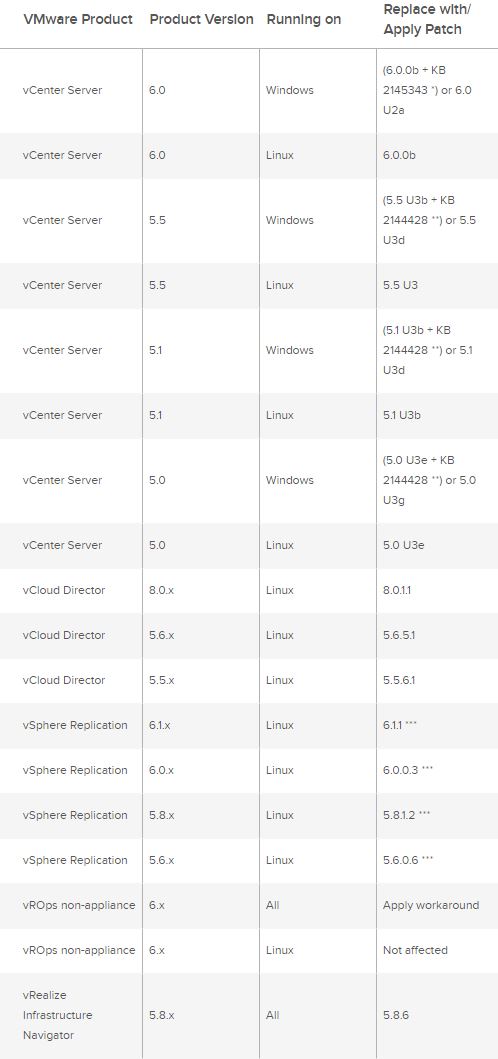 VMware Product Product Version Running on Replace with/
Apply Patch
vCenter Server 6.0 Windows (6.0.0b + KB
2145343 *) or 6.0
U2a
vCenter Server 6.0 Linux 6.0.0b
vCenter Server 5.5 Windows (5.5 U3b + KB
2144428 **) or 5.5
U3d
vCenter Server 5.5 Linux 5.5 U3
vCenter Server 5.1 Windows (5.1 U3b + KB
2144428 **) or 5.1
U3d
vCenter Server 5.1 Linux 5.1 U3b
vCenter Server 5.0 Windows (5.0 U3e + KB
2144428 **) or 5.0
U3g
vCenter Server 5.0 Linux 5.0 U3e
vCloud Director 8.0.x Linux 8.0.1.1
vCloud Director 5.6.x Linux 5.6.5.1
vCloud Director 5.5.x Linux 5.5.6.1
vSphere Replication 6.1.x Linux 6.1.1 ***
vSphere Replication 6.0.x Linux 6.0.0.3 ***
vSphere Replication 5.8.x Linux 5.8.1.2 ***
vSphere Replication 5.6.x Linux 5.6.0.6 ***
vROps non-appliance 6.x All Apply workaround
vROps non-appliance 6.x Linux Not affected
vRealize
Infrastructure
Navigator 5.8.x All 5.8.6